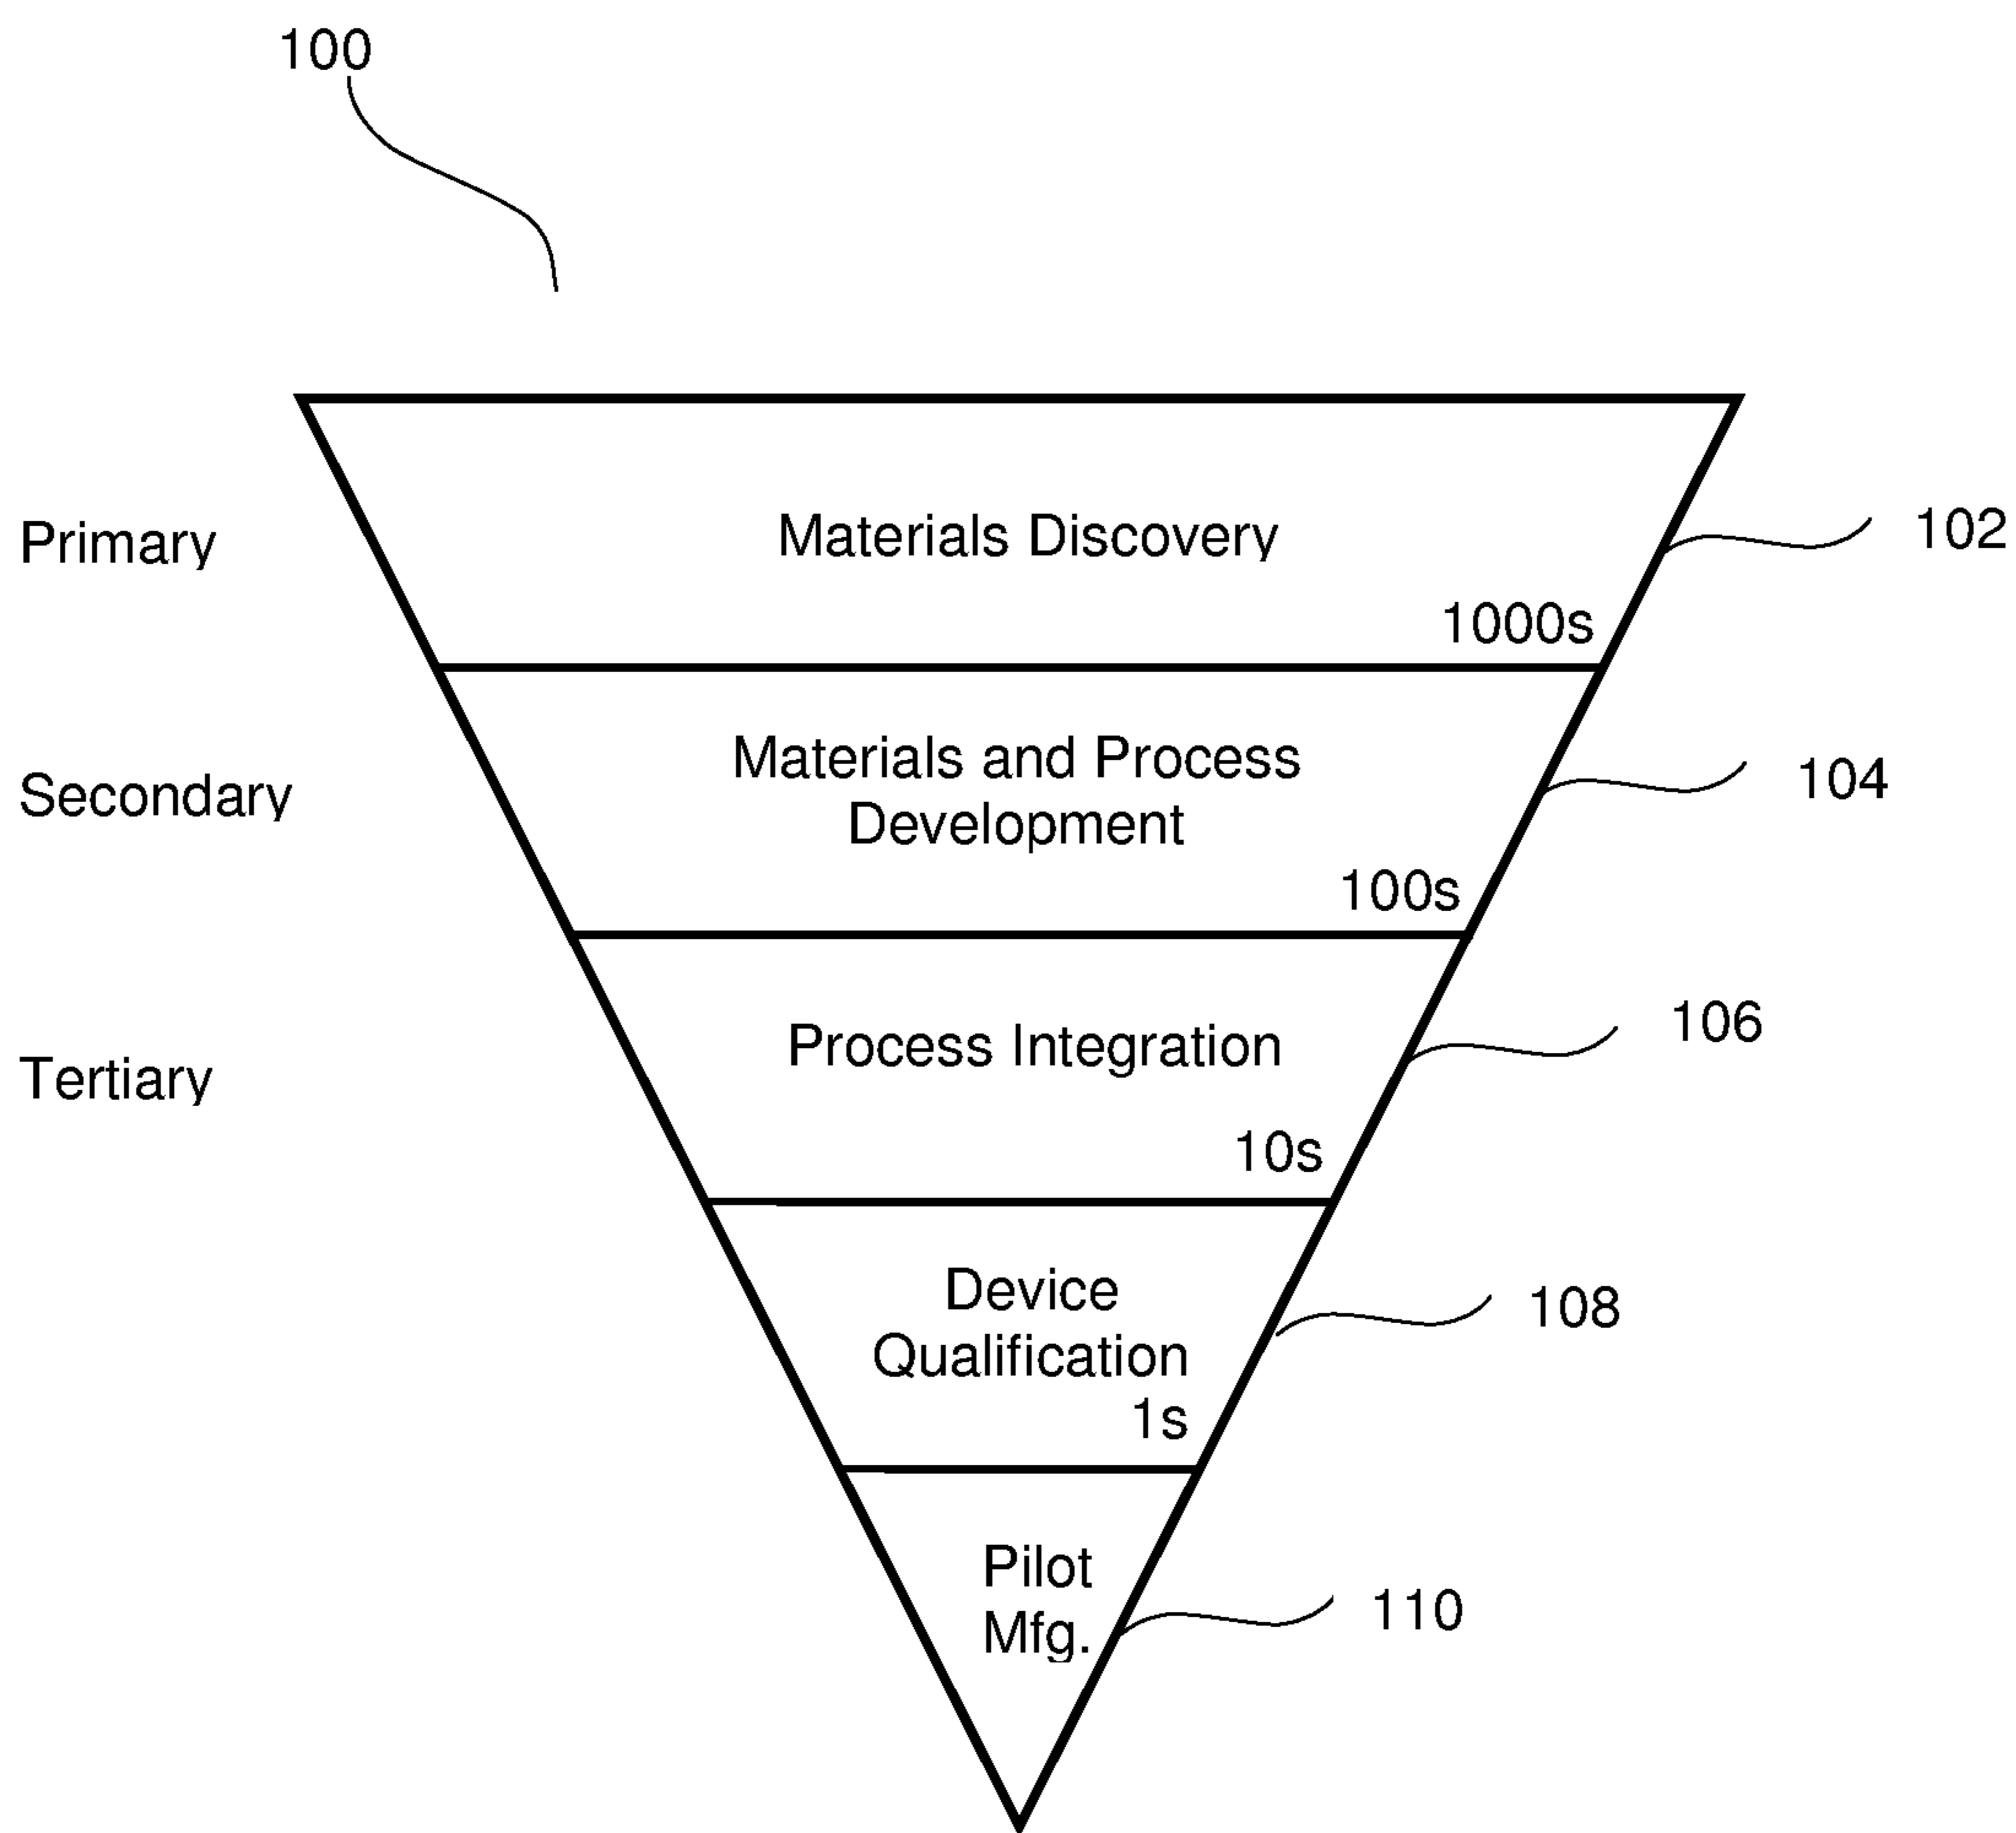 100
Primary
Materials Discovery
102
1000s
Secondary
Materials and Process
Development
104
100s
Tertiary
Process Integration
106
10s
Device
Qualification
108
1s
Pilot
Mfg.
110